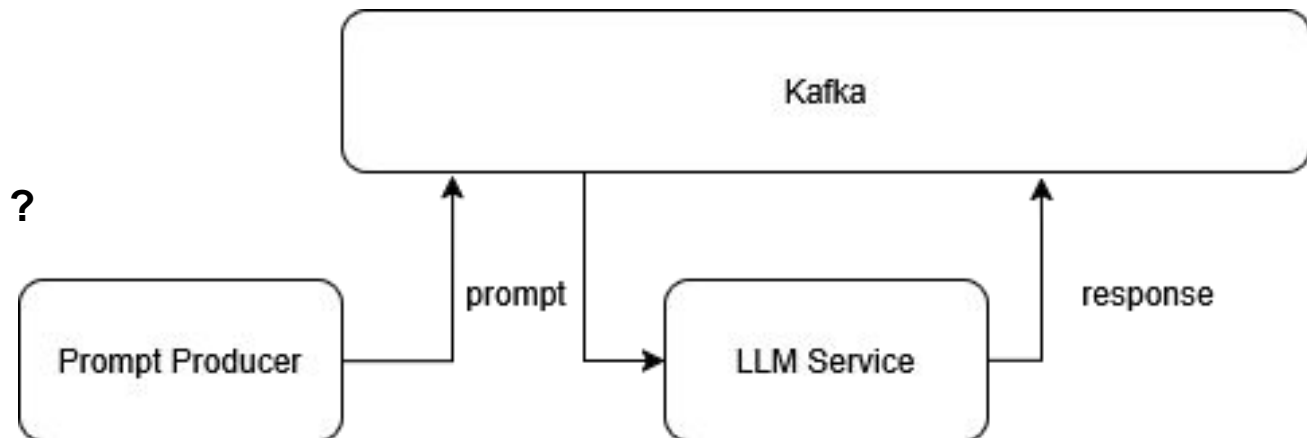 Kafka
?
prompt
response
Prompt Producer
LLM Service